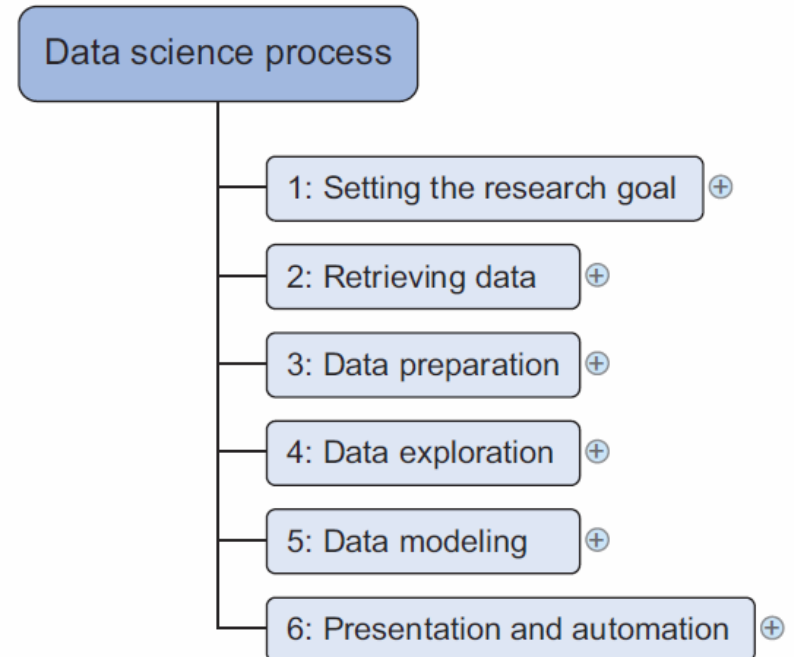 Data science process
1: Setting the research goal
2: Retrieving data
3: Data preparation
4: Data exploration
5: Data modeling
6: Presentation and automation